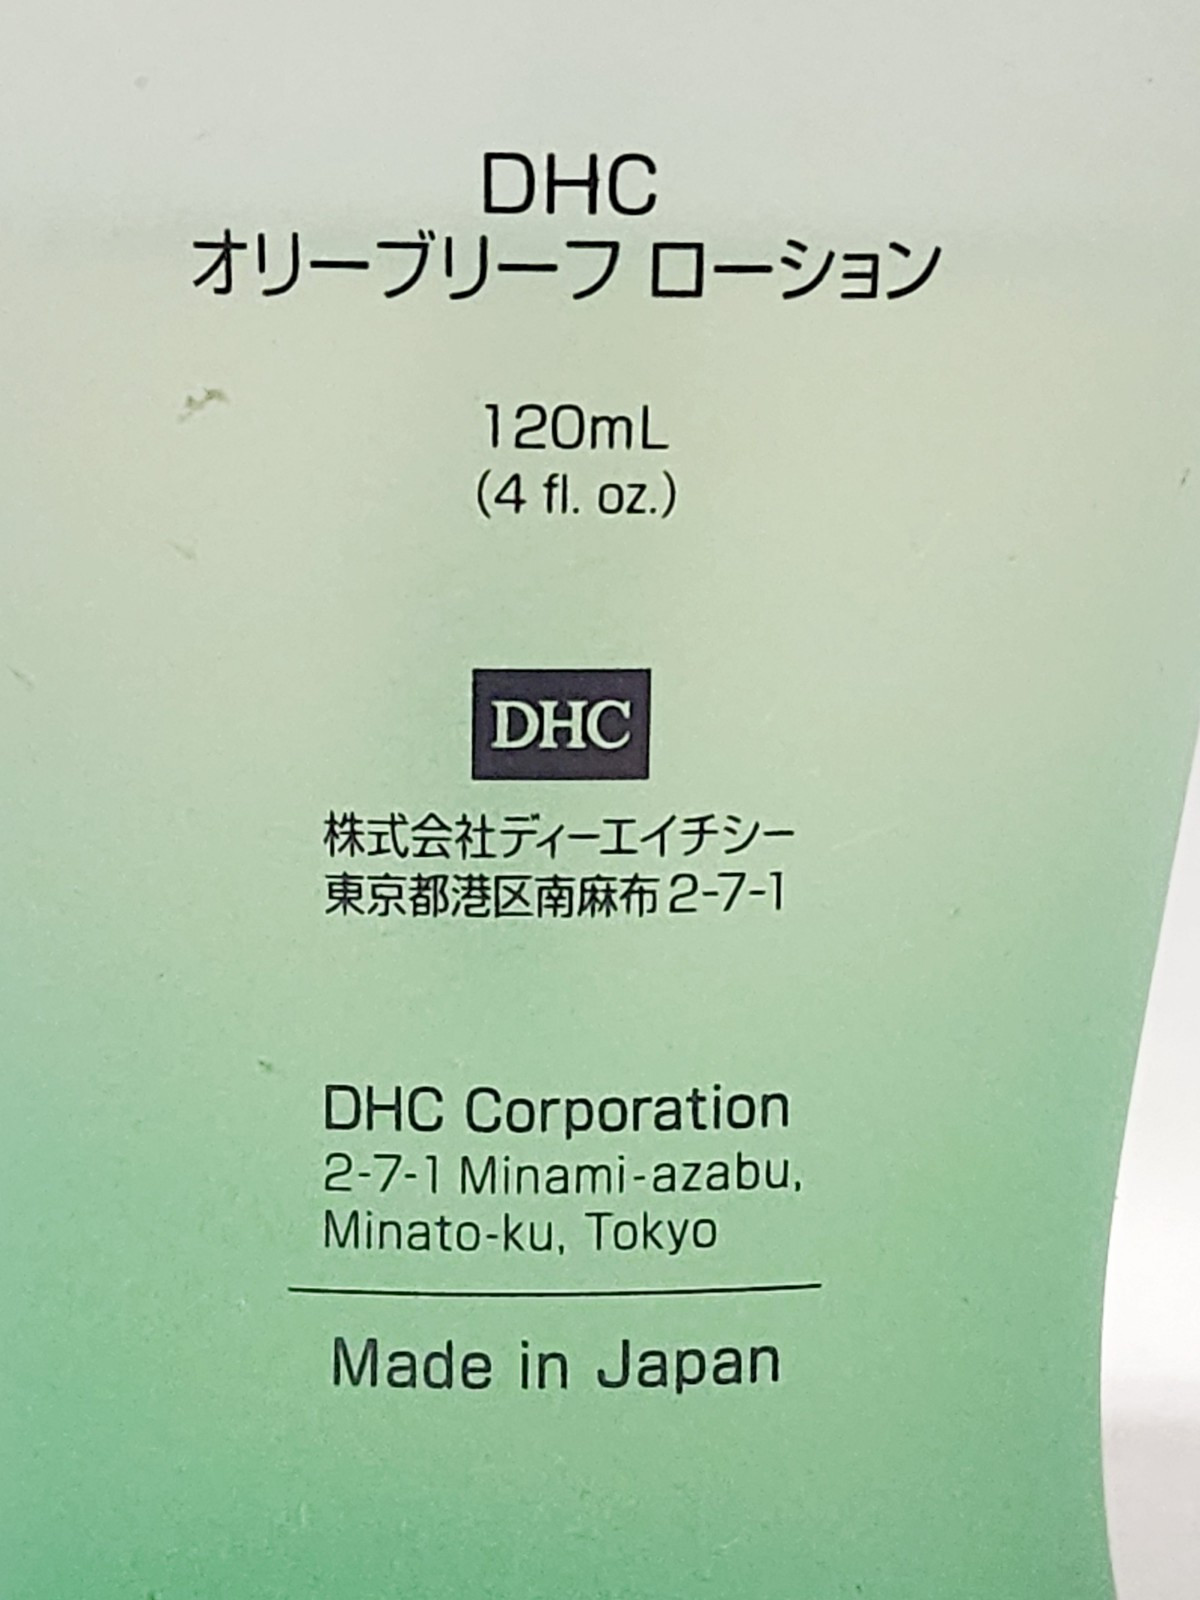 DHC
オリーブリーフ ローション
120mL
(4 fl. oz.)
DHC
株式会社ディーエイチシー
東京都港区南麻布2-7-1
DHC Corporation
2-7-1 Minami-azabu,
Minato-ku, Tokyo
Made in Japan